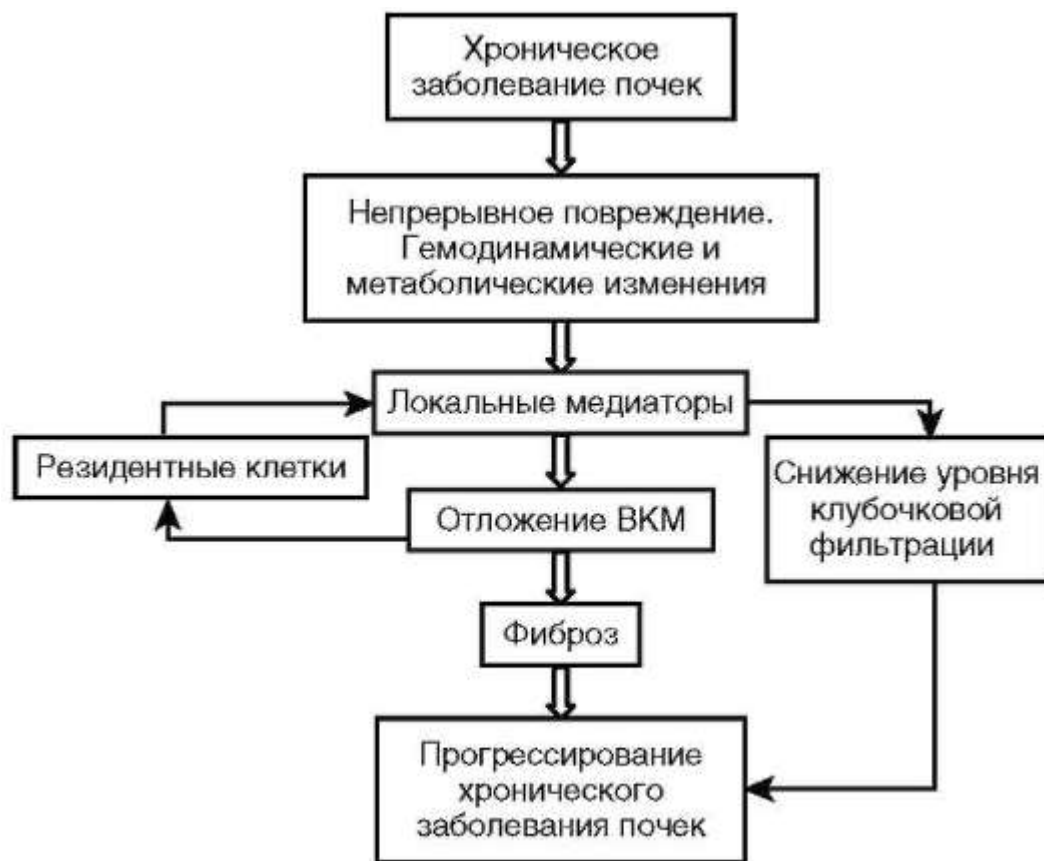 Хроническое
заболевание почек
Непрерывное повреждение.
Гемодинамические и
метаболические изменения
Локальные медиаторы
Резидентные клетки
Снижение уровня
клубочковой
фильтрации
Отложение ВКМ
Фиброз
Прогрессирование
хронического
заболевания почек